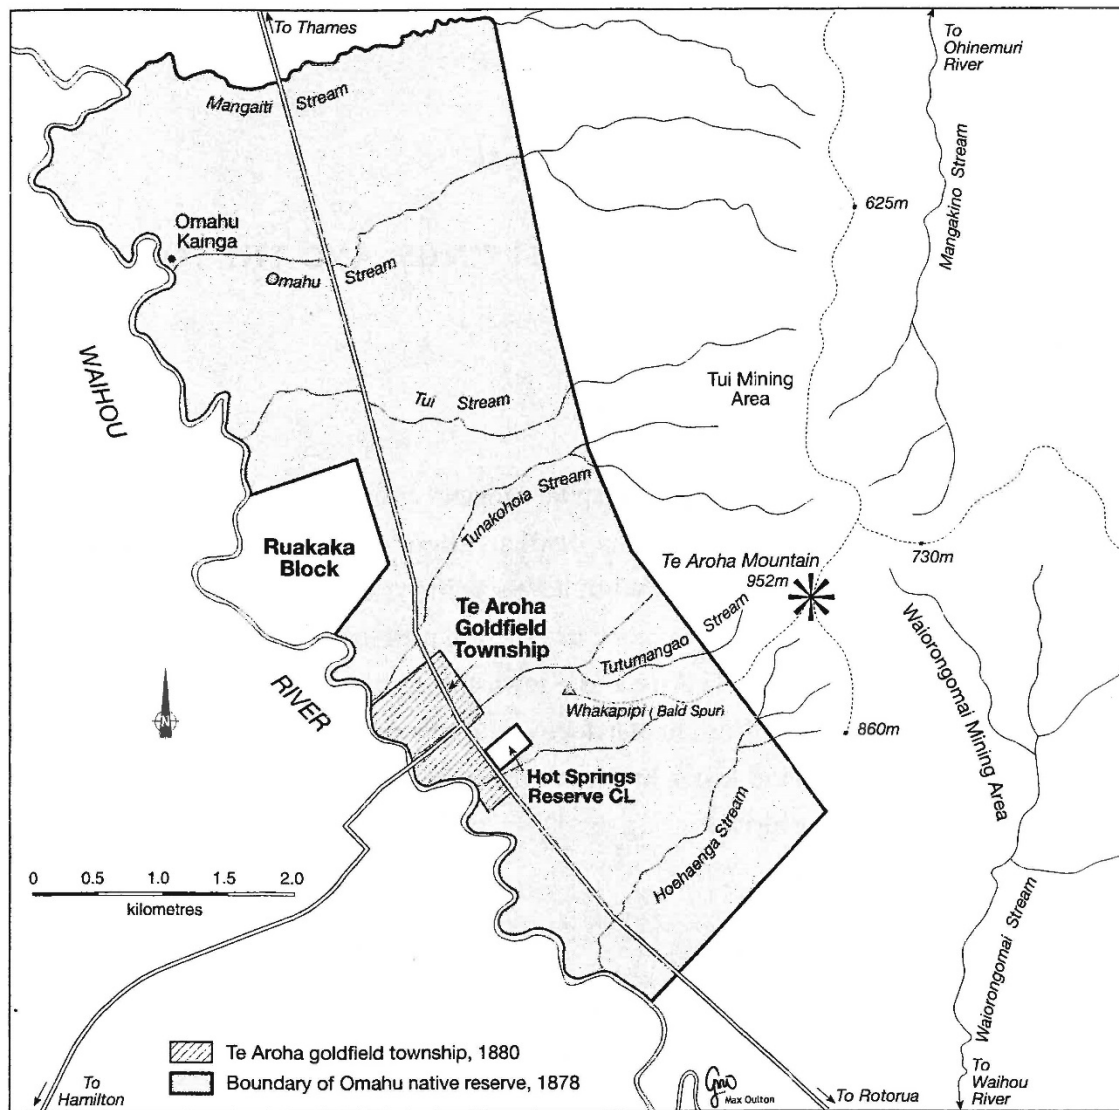 To Thames
To
Ohinemuri
River
Mangaiti Stream
Mangakino Stream
625m
Omahu
Kainga
Omahu Stream
WAIHOU
RIVER
Tui Stream
Tui Mining
Area
Tunakohoia Stream
Ruakaka
Block
730m
Te Aroha Mountain
952m
Te Aroha
Goldfield
Township
Tutumangao Stream
Waiorongomai Mining Area
Whakapipi (Bald Spur)
N
860m
Hot Springs
Reserve CL
Hoehaenga Stream
0 0.5 1.0 1.5 2.0
kilometres
Waiorongomai Stream
Te Aroha goldfield township, 1880
Boundary of Omahu native reserve, 1878
To
Hamilton
Max Oulton
To Rotorua
To
Waihou
River